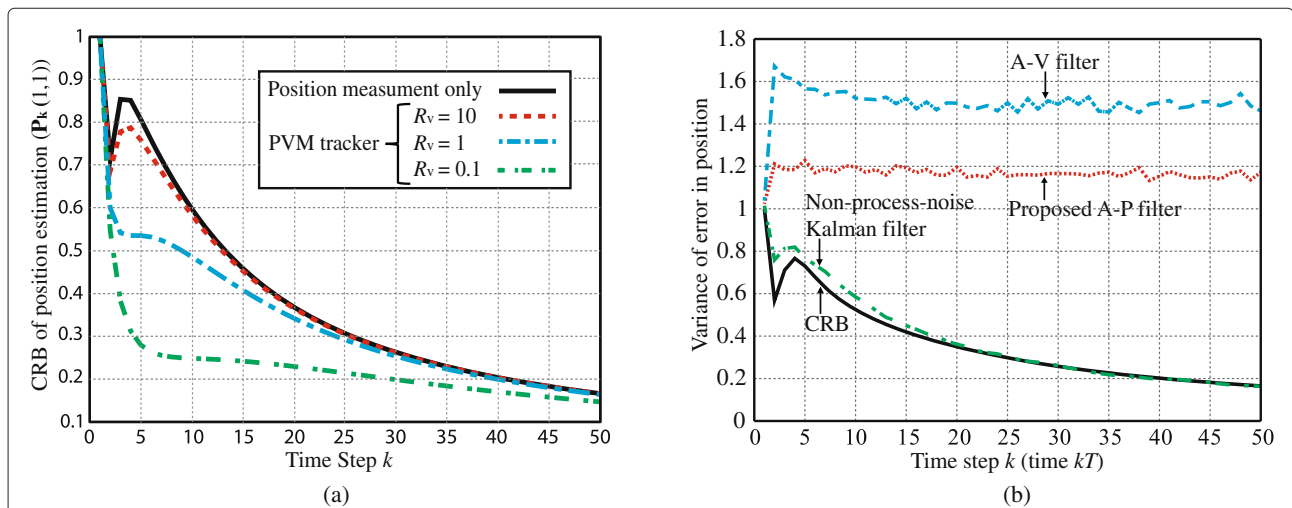 CRB of position estimation (Pk (1,1))
1
0.9
0.8
0.7
0.6
0.5
0.4
0.3
0.2
0.1
Position measument only
PVM tracker
Rv = 10
Rv = 1
Rv = 0.1
0 5 10 15 20 25 30 35 40 45 50
Time Step k
(a)
Variance of error in position
1.8
1.6
1.4
1.2
1
0.8
0.6
0.4
0.2
0
A-V filter
Proposed A-P filter
Non-process-noise
Kalman filter
CRB
0 5 10 15 20 25 30 35 40 45 50
Time step k (time kT)
(b)